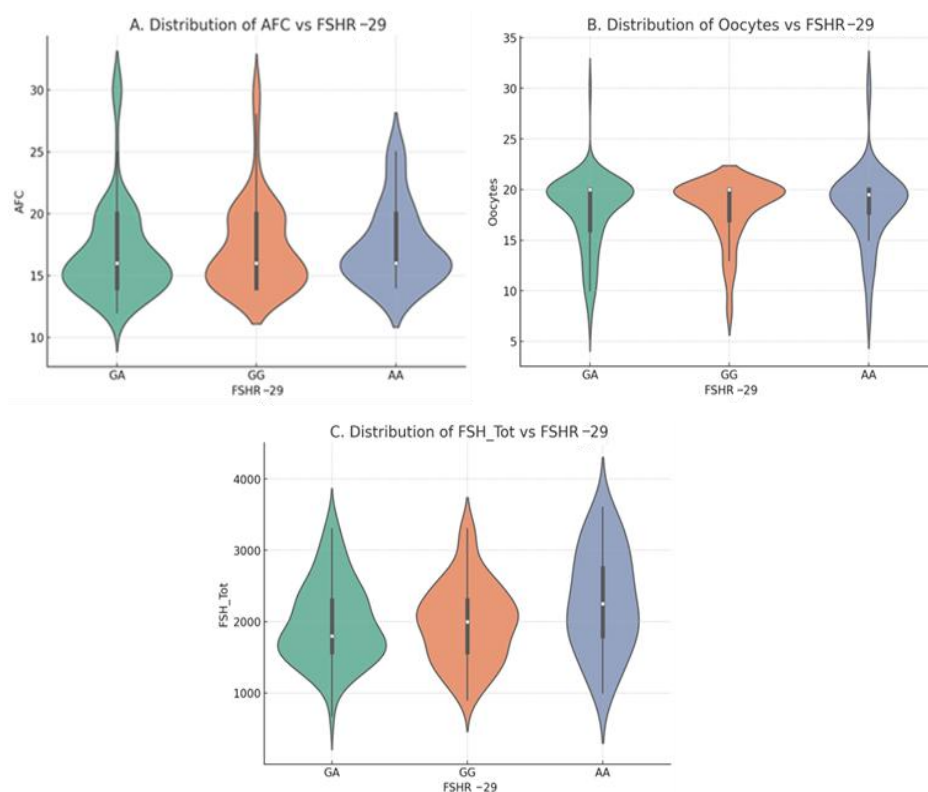 A. Distribution of AFC vs FSHR −29
AFC
30
25
20
15
10
GA GG AA
FSHR −29
B. Distribution of Oocytes vs FSHR −29
Oocytes
35
30
25
20
15
10
5
GA GG AA
FSHR −29
C. Distribution of FSH_Tot vs FSHR −29
FSH_Tot
4000
3000
2000
1000
GA GG AA
FSHR −29